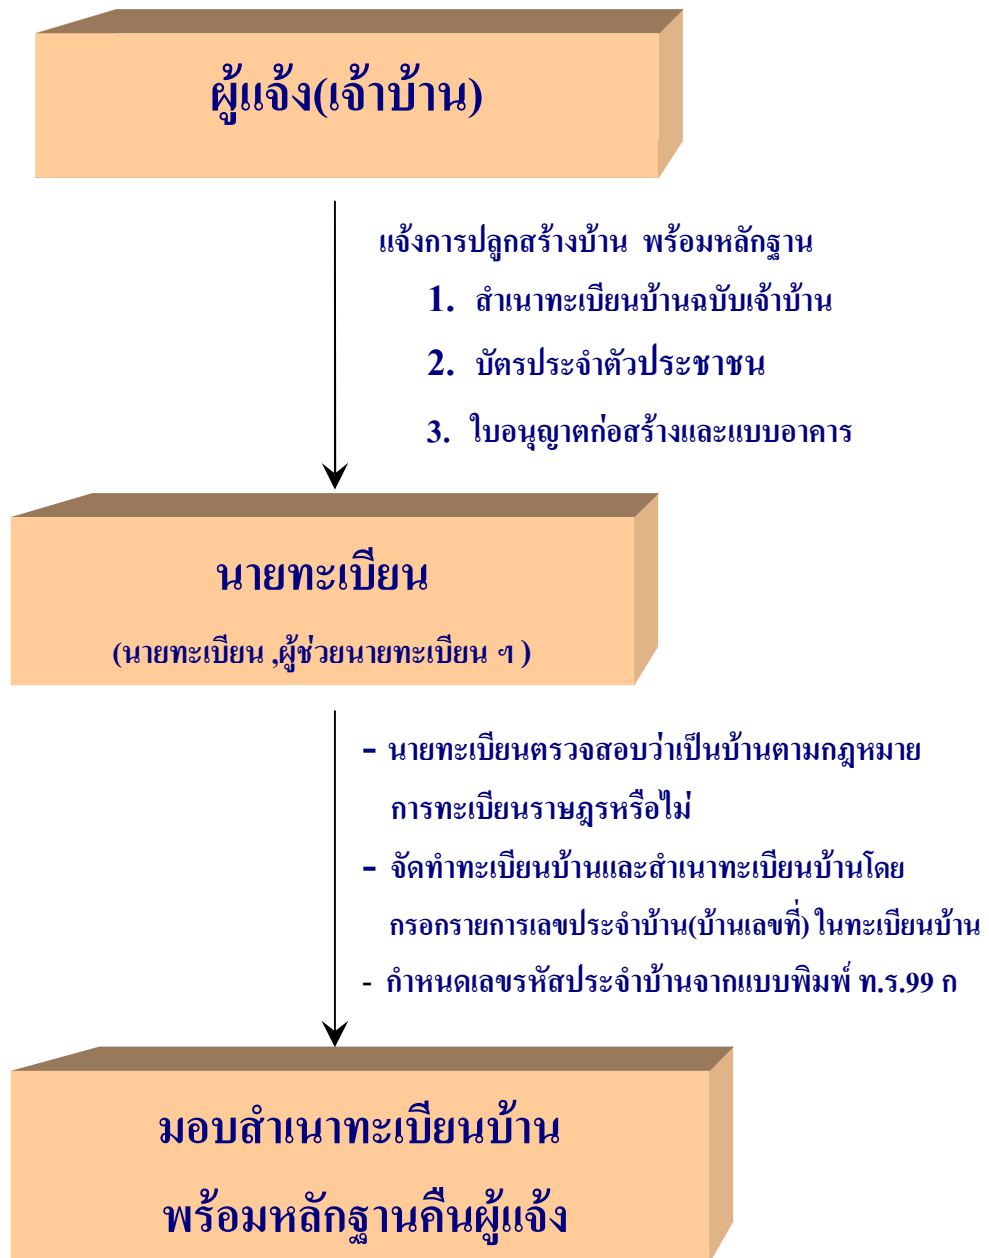 ผู้แจ้ง(เจ้าบ้าน)
แจ้งการปลูกสร้างบ้าน พร้อมหลักฐาน
1. สำเนาทะเบียนบ้านฉบับเจ้าบ้าน
2. บัตรประจำตัวประชาชน
3. ใบอนุญาตก่อสร้างและแบบอาคาร
นายทะเบียน
(นายทะเบียน ,ผู้ช่วยนายทะเบียน ฯ )
- นายทะเบียนตรวจสอบว่าเป็นบ้านตามกฎหมาย
การทะเบียนราษฎรหรือไม่
- จัดทำทะเบียนบ้านและสำเนาทะเบียนบ้านโดย
กรอกรายการเลขประจำบ้าน(บ้านเลขที่) ในทะเบียนบ้าน
- กำหนดเลขรหัสประจำบ้านจากแบบพิมพ์ ท.ร.99 ก
มอบสำเนาทะเบียนบ้าน
พร้อมหลักฐานคืนผู้แจ้ง